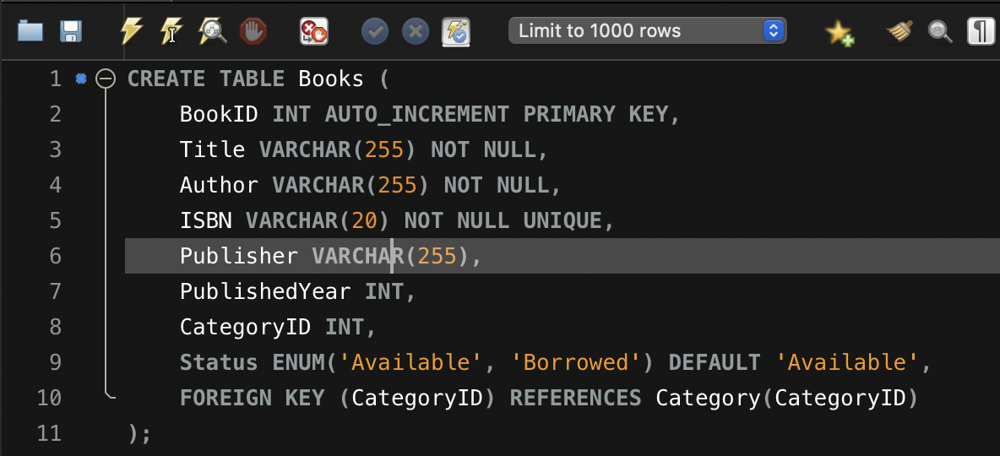 Limit to 1000 rows
1 CREATE TABLE Books (
2 BookID INT AUTO_INCREMENT PRIMARY KEY,
3 Title VARCHAR(255) NOT NULL,
4 Author VARCHAR(255) NOT NULL,
5 ISBN VARCHAR(20) NOT NULL UNIQUE,
6 Publisher VARCHAR(255),
7 PublishedYear INT,
8 CategoryID INT,
9 Status ENUM('Available', 'Borrowed') DEFAULT 'Available',
10 FOREIGN KEY (CategoryID) REFERENCES Category(CategoryID)
11 );